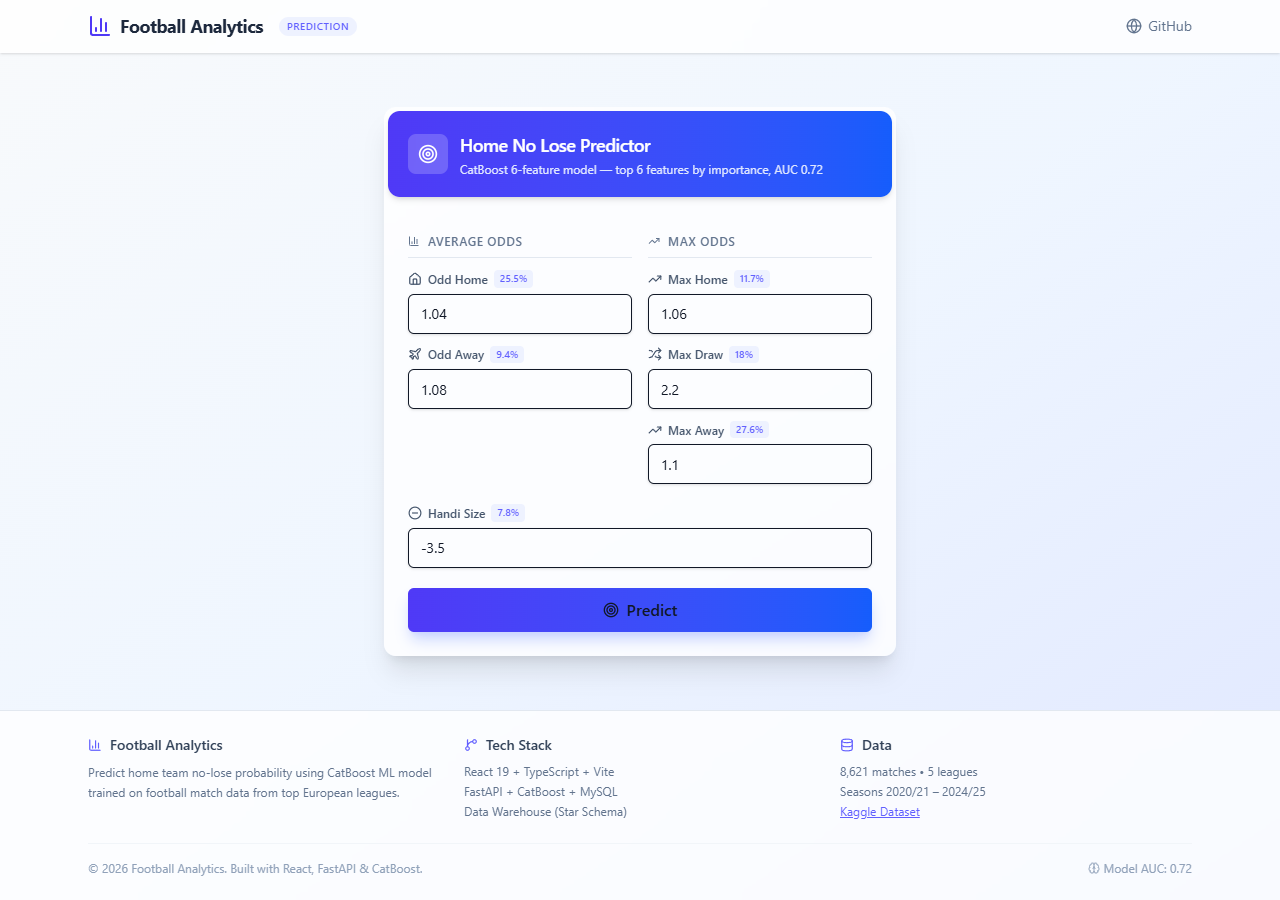 Football Analytics
PREDICTION
GitHub
Home No Lose Predictor
CatBoost 6-feature model — top 6 features by importance, AUC 0.72
AVERAGE ODDS
Odd Home 25.5%
1.04
Odd Away 9.4%
1.08
MAX ODDS
Max Home 11.7%
1.06
Max Draw 18%
2.2
Max Away 27.6%
1.1
Handi Size 7.8%
-3.5
Predict
Football Analytics
Predict home team no-lose probability using CatBoost ML model
trained on football match data from top European leagues.
Tech Stack
React 19 + TypeScript + Vite
FastAPI + CatBoost + MySQL
Data Warehouse (Star Schema)
Data
8,621 matches • 5 leagues
Seasons 2020/21 – 2024/25
Kaggle Dataset
© 2026 Football Analytics. Built with React, FastAPI & CatBoost.
Model AUC: 0.72